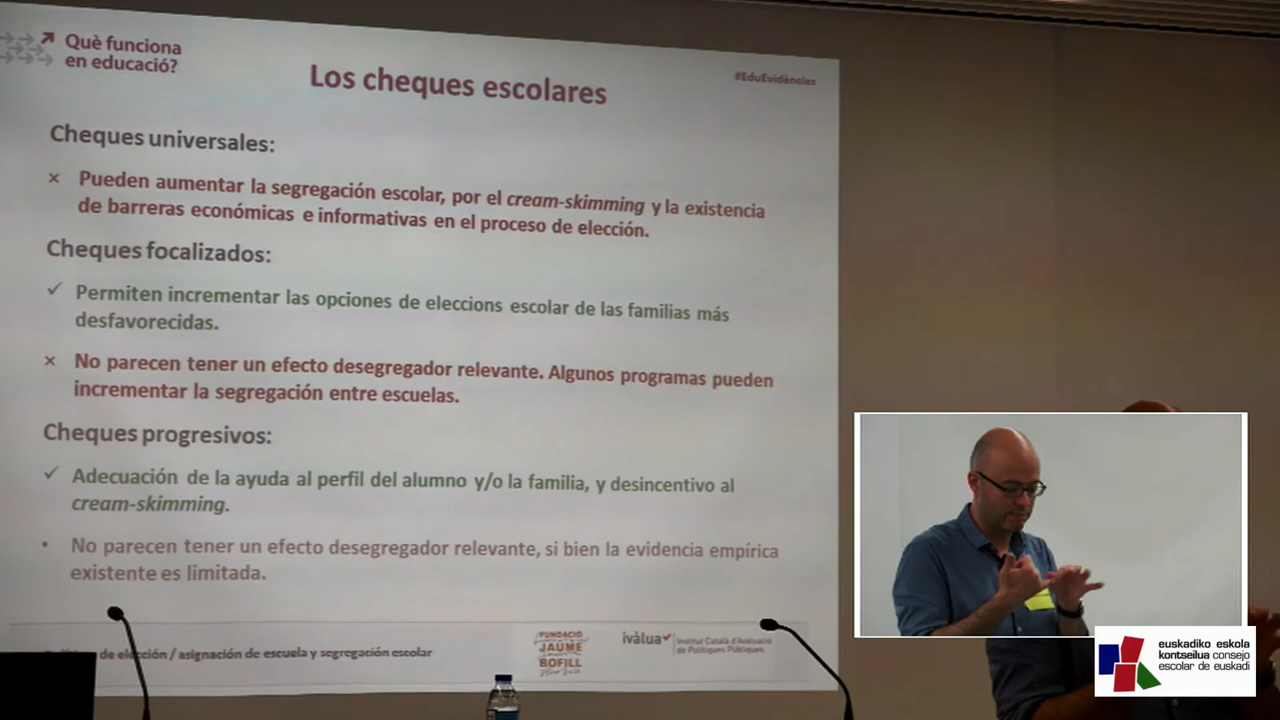 Què funciona
en educació?
Los cheques escolares
#EduEvidències
Cheques universales:
× Pueden aumentar la segregación escolar, por el cream-skimming y la existencia
de barreras económicas e informativas en el proceso de elección.
Cheques focalizados:
✓ Permiten incrementar las opciones de eleccions escolar de las familias más
desfavorecidas.
× No parecen tener un efecto desegregador relevante. Algunos programas pueden
incrementar la segregación entre escuelas.
Cheques progresivos:
✓ Adecuación de la ayuda al perfil del alumno y/o la familia, y desincentivo al
cream-skimming.
• No parecen tener un efecto desegregador relevante, si bien la evidencia empírica
existente es limitada.
de elección / asignación de escuela y segregación escolar
FUNDACIÓ
JAUME
BOFILL
ivàlua
Institut Català d'Avaluació
de Polítiques Públiques
euskadiko eskola
kontseilua consejo
escolar de euskadi